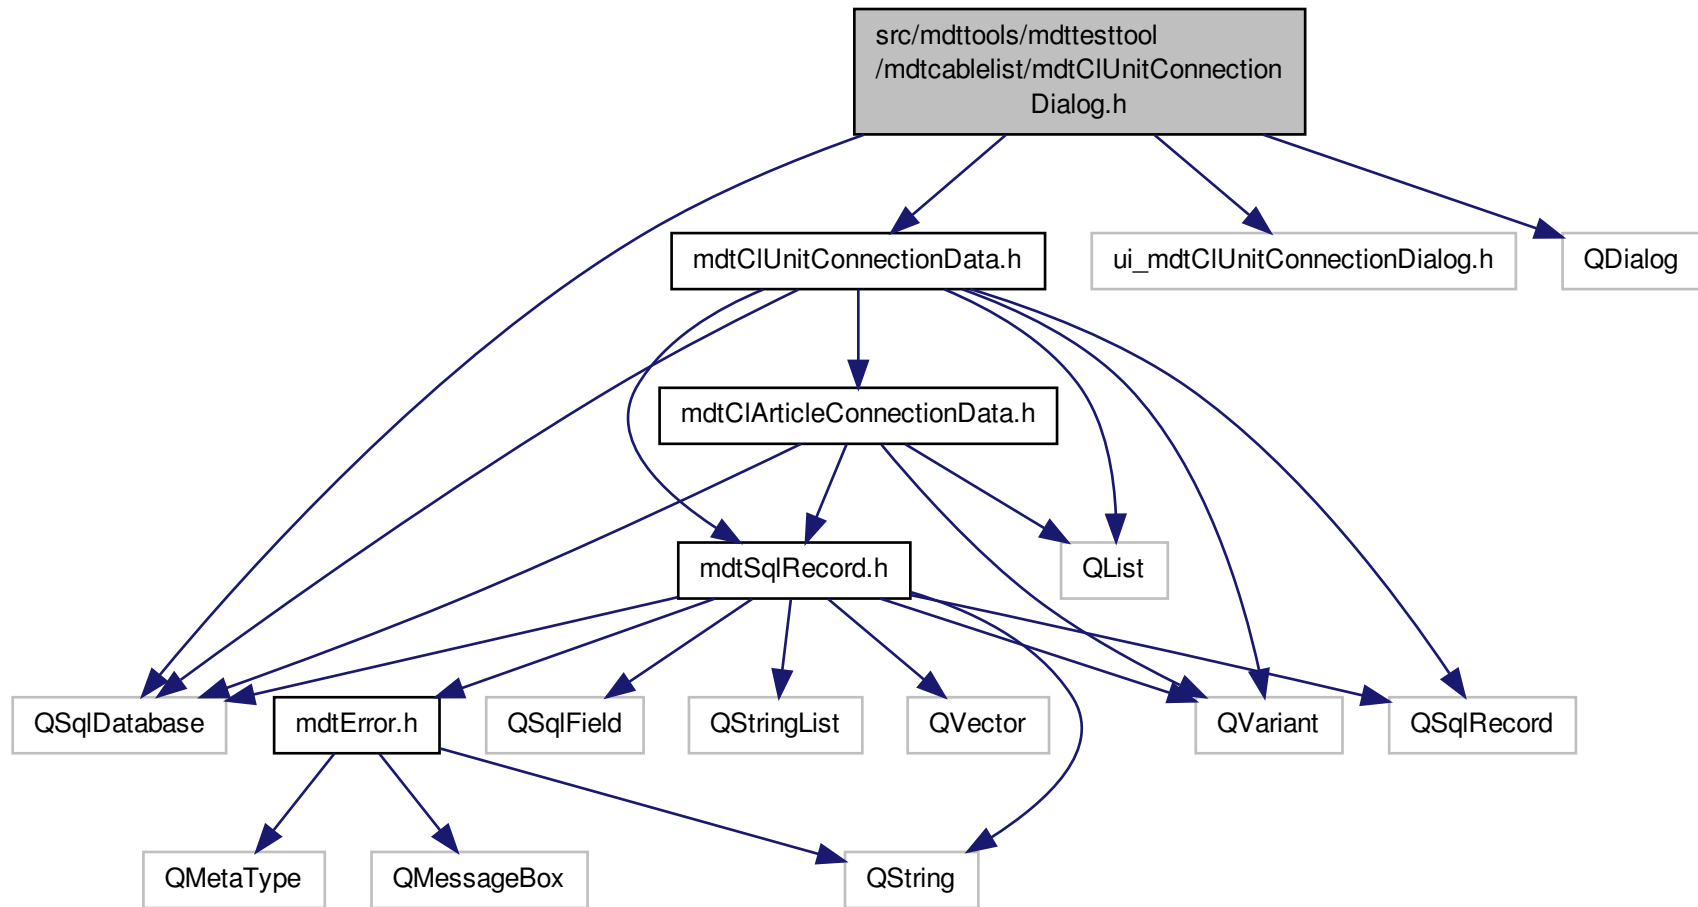 src/mdttools/mdttesttool
/mdtcablelist/mdtClUnitConnection
Dialog.h
mdtClUnitConnectionData.h
ui_mdtClUnitConnectionDialog.h
QDialog
mdtClArticleConnectionData.h
mdtSqlRecord.h
QList
QSqlDatabase
mdtError.h
QSqlField
QStringList
QVector
QVariant
QSqlRecord
QMetaType
QMessageBox
QString